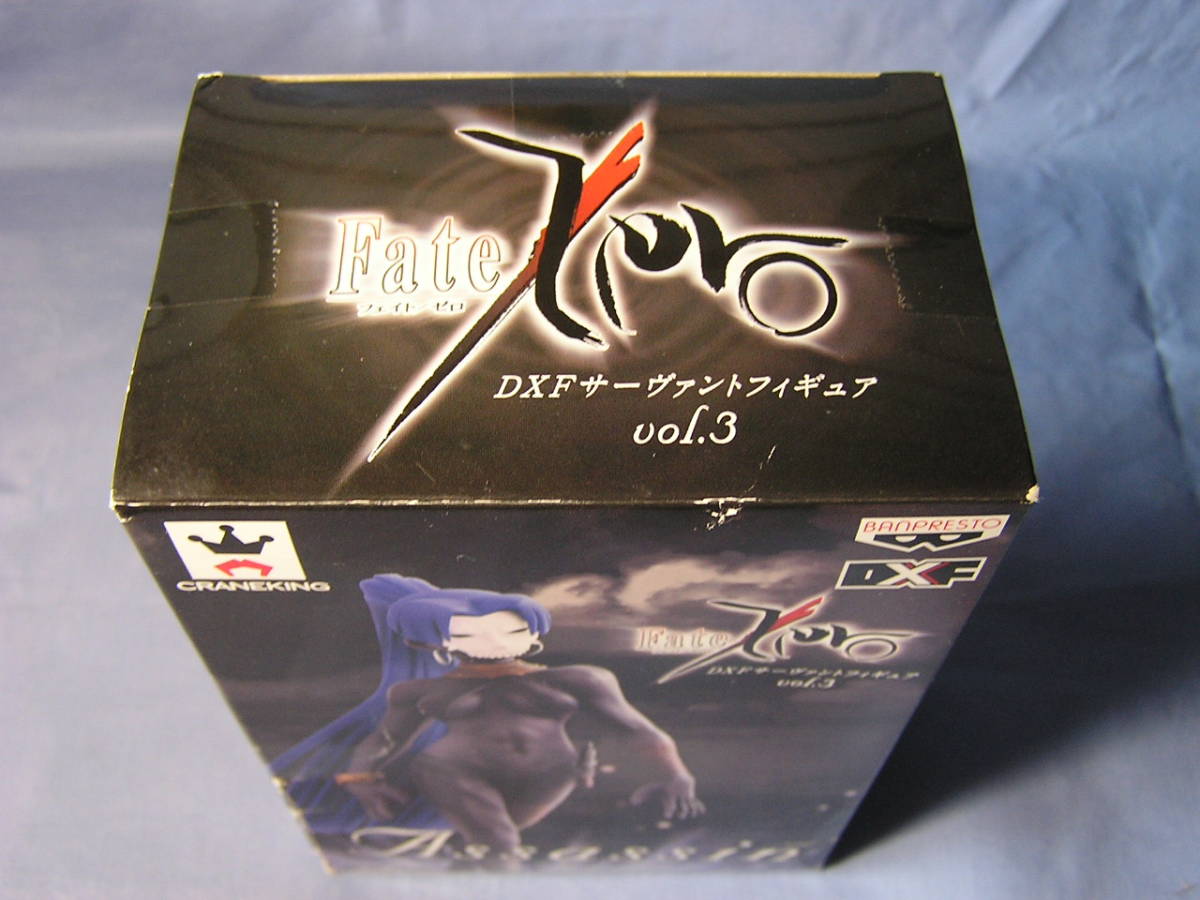 Fate/Zero
フェイト/ゼロ
DXFサーヴァントフィギュア
vol.3
CRANEKING
BANPRESTO
DXF
Fate/Zero
DXFサーヴァントフィギュア
vol.3
Assassin